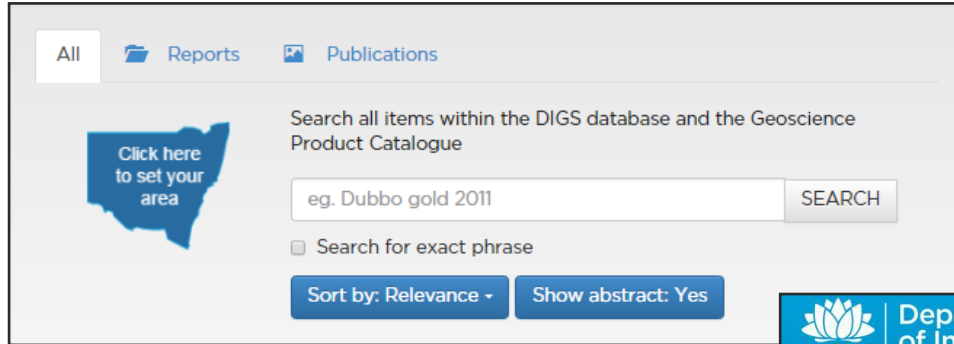 All Reports Publications
Click here
to set your
area
Search all items within the DIGS database and the Geoscience
Product Catalogue
eg. Dubbo gold 2011 SEARCH
Search for exact phrase
Sort by: Relevance Show abstract: Yes